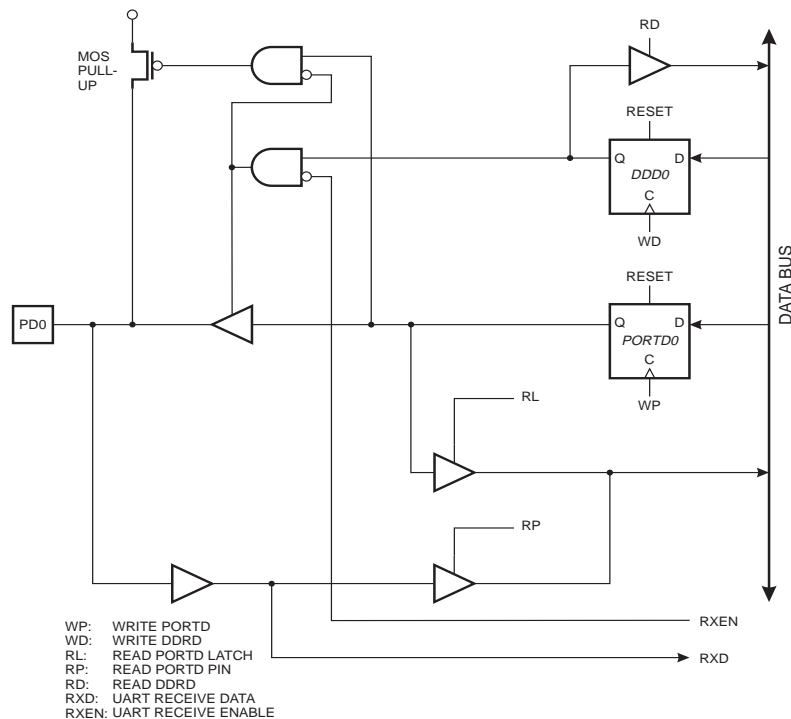 RD
MOS
PULL-
UP
RESET
Q
D
DDD0
C
WD
DATA BUS
RESET
PD0
Q
D
PORTD0
C
WP
RL
RP
WP: WRITE PORTD
WD: WRITE DDRD
RL: READ PORTD LATCH
RP: READ PORTD PIN
RD: READ DDRD
RXD: UART RECEIVE DATA
RXEN: UART RECEIVE ENABLE
RXEN
RXD